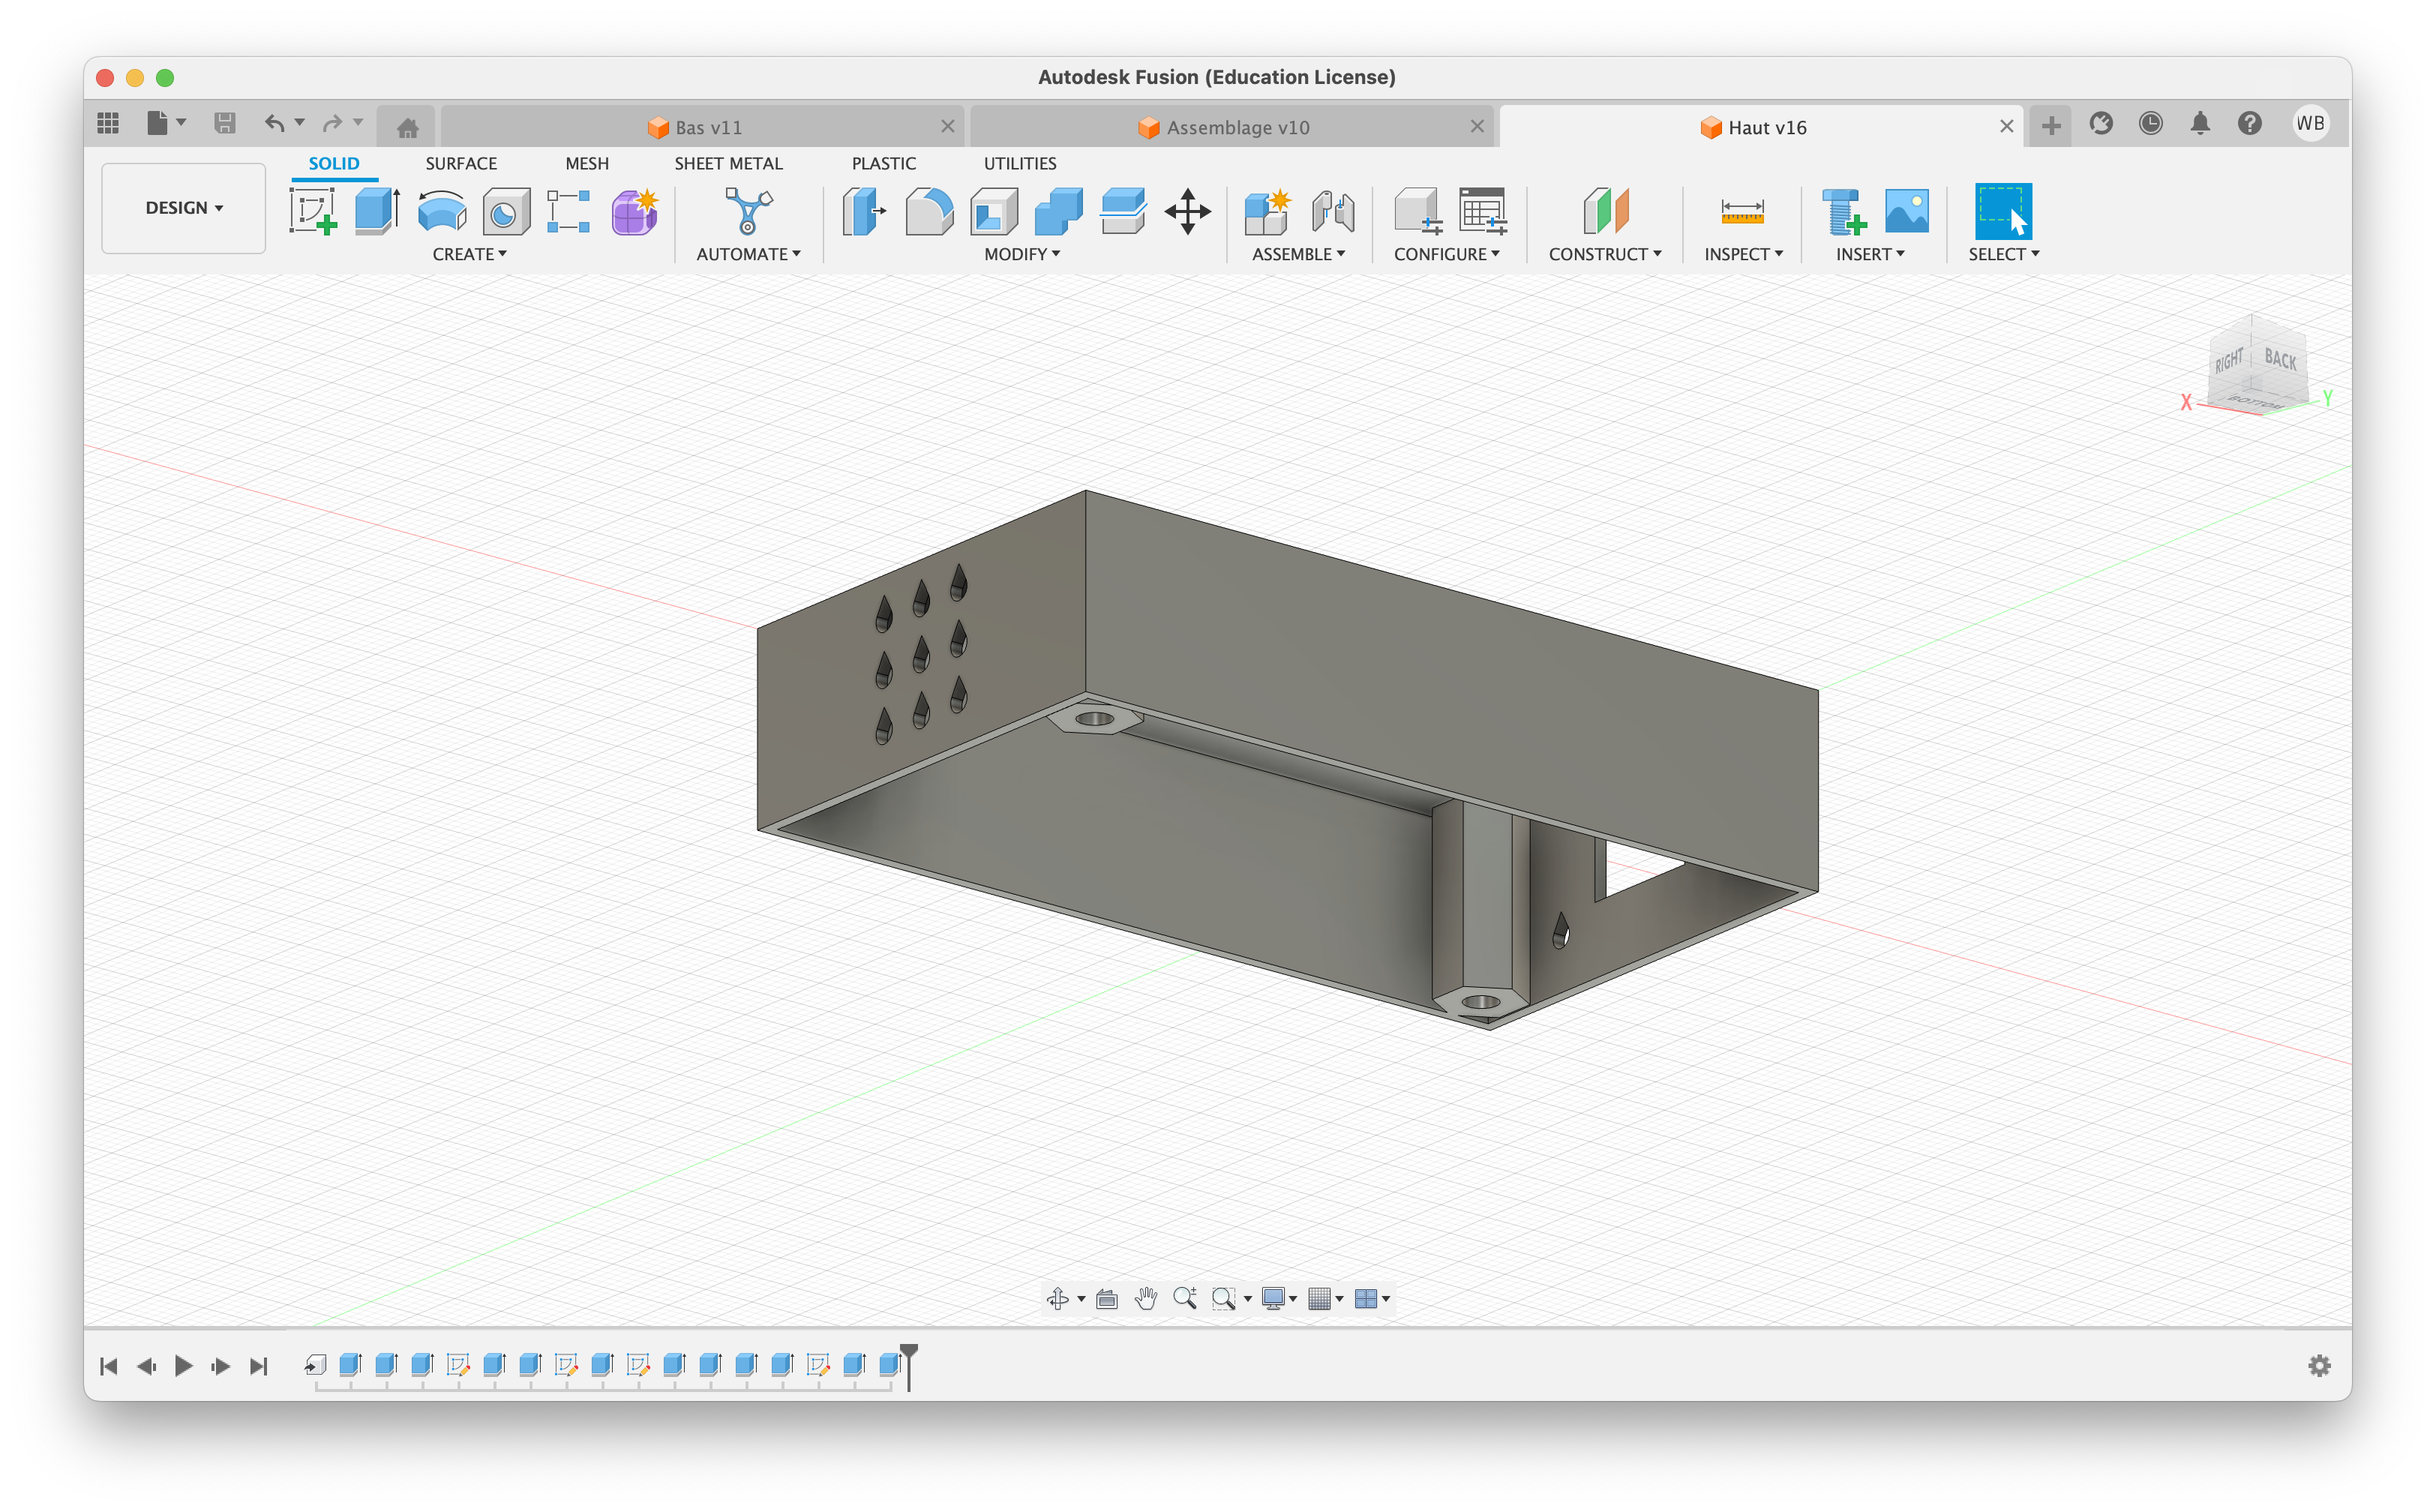 Autodesk Fusion (Education License)
Bas v11
Assemblage v10
Haut v16
WB
DESIGN
SOLID
SURFACE
MESH
SHEET METAL
PLASTIC
UTILITIES
CREATE
AUTOMATE
MODIFY
ASSEMBLE
CONFIGURE
CONSTRUCT
INSPECT
INSERT
SELECT
RIGHT
BACK
BOTTOM
X
Y